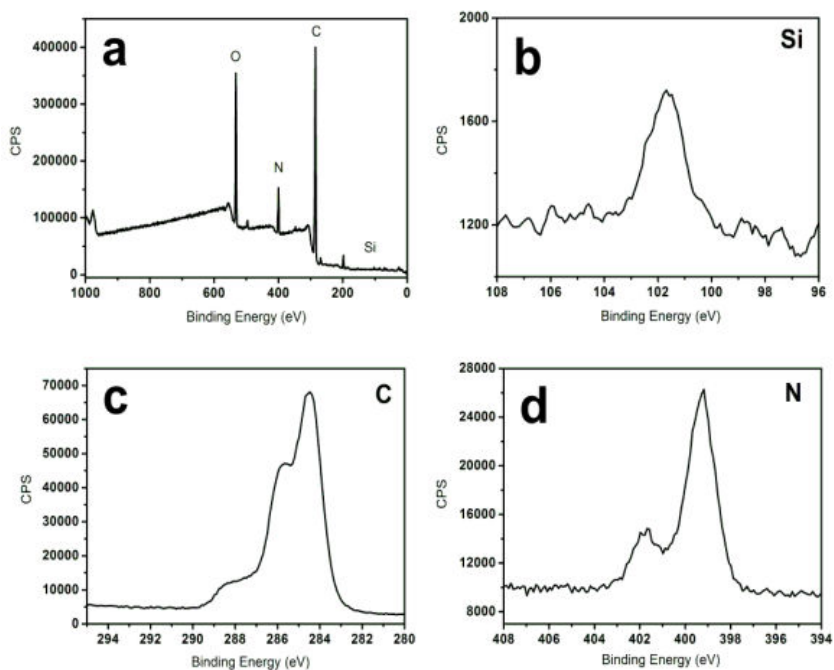 a
O
C
N
Si
CPS
400000
300000
200000
100000
0
1000
800
600
400
200
0
Binding Energy (eV)
b
Si
CPS
2000
1600
1200
108
106
104
102
100
98
96
Binding Energy (eV)
c
C
CPS
70000
60000
50000
40000
30000
20000
10000
0
294
292
290
288
286
284
282
280
Binding Energy (eV)
d
N
CPS
28000
24000
20000
16000
12000
8000
408
406
404
402
400
398
396
394
Binding Energy (eV)